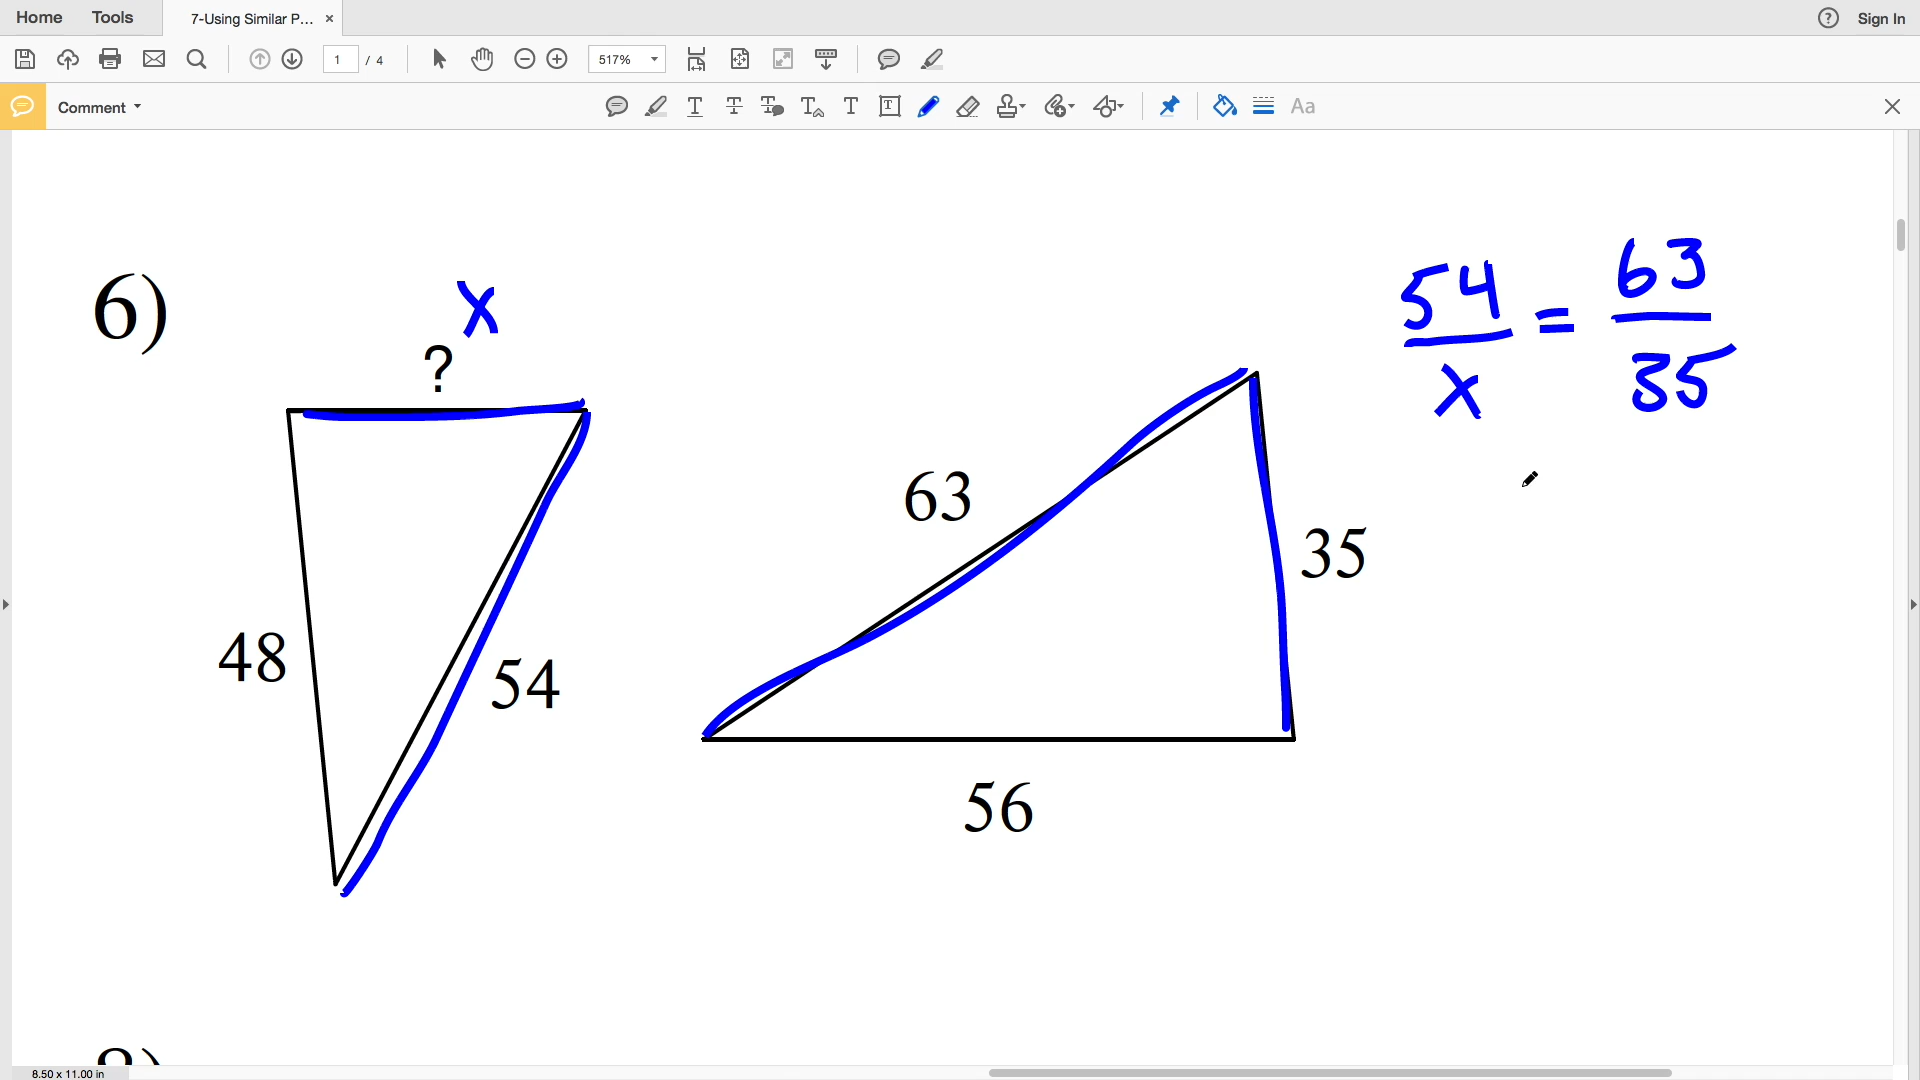 Home Tools 7-Using Similar P... × ? Sign In
1 / 4 517%
Comment T T T T T T Aa
6)
x
?
54/x = 63/35
63
35
48
54
56
8.50 x 11.00 in